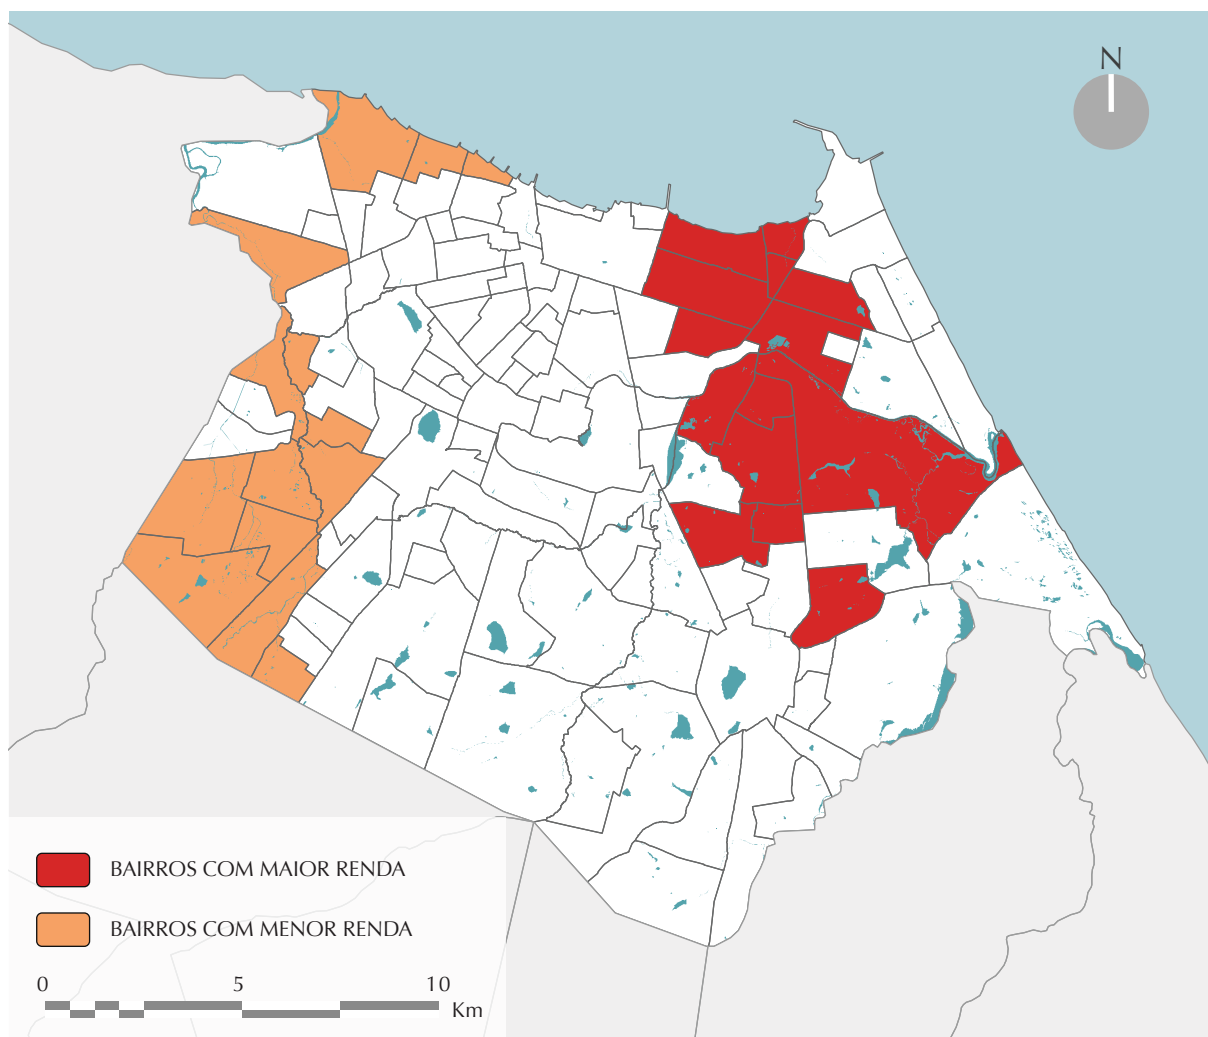 N
BAIRROS COM MAIOR RENDA
BAIRROS COM MENOR RENDA
0 5 10
Km